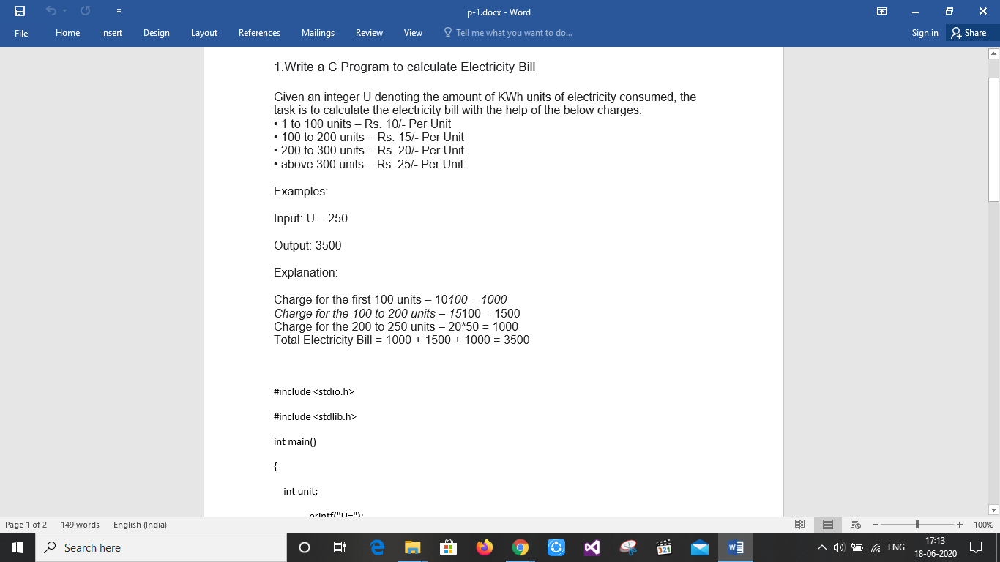 p-1.docx - Word
File Home Insert Design Layout References Mailings Review View Tell me what you want to do... Sign in Share
1.Write a C Program to calculate Electricity Bill
Given an integer U denoting the amount of KWh units of electricity consumed, the
task is to calculate the electricity bill with the help of the below charges:
• 1 to 100 units – Rs. 10/- Per Unit
• 100 to 200 units – Rs. 15/- Per Unit
• 200 to 300 units – Rs. 20/- Per Unit
• above 300 units – Rs. 25/- Per Unit
Examples:
Input: U = 250
Output: 3500
Explanation:
Charge for the first 100 units – 10100 = 1000
Charge for the 100 to 200 units – 15100 = 1500
Charge for the 200 to 250 units – 20*50 = 1000
Total Electricity Bill = 1000 + 1500 + 1000 = 3500
#include <stdio.h>
#include <stdlib.h>
int main()
{
int unit;
printf("U=");
Page 1 of 2 149 words English (India) 100%
Search here ENG 17:13
18-06-2020